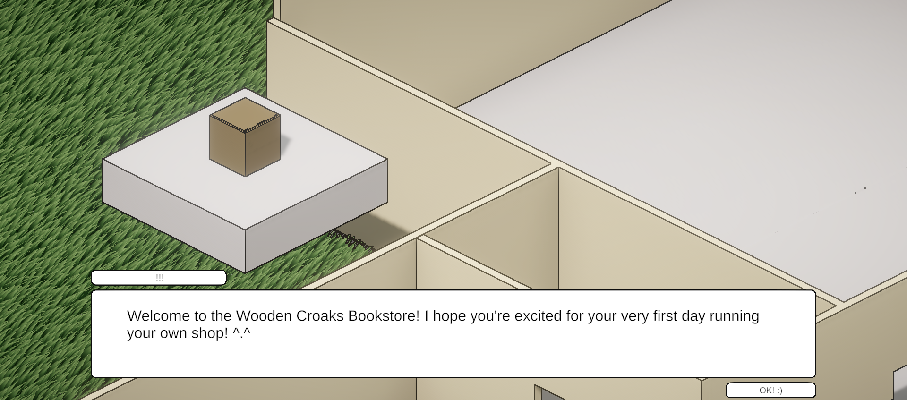 !!!
Welcome to the Wooden Croaks Bookstore! I hope you're excited for your very first day running
your own shop! ^.^
OK! :)